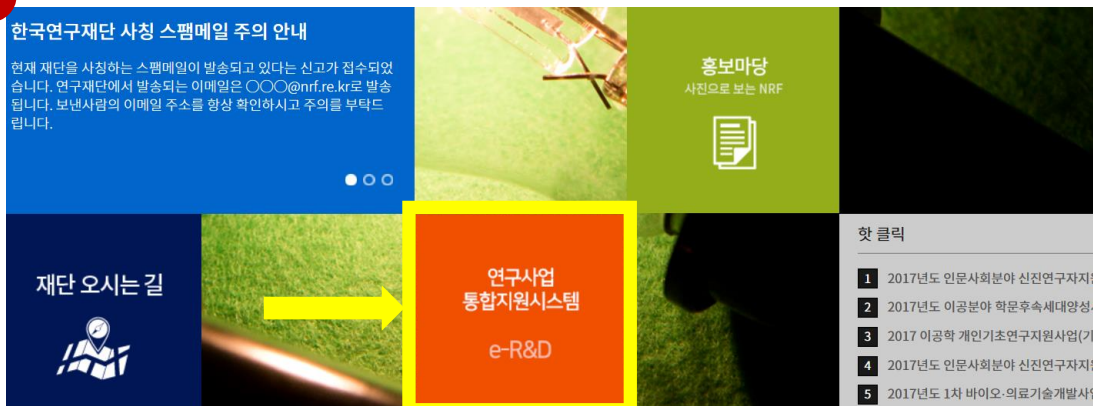 한국연구재단 사칭 스팸메일 주의 안내
현재 재단을 사칭하는 스팸메일이 발송되고 있다는 신고가 접수되었
습니다. 연구재단에서 발송되는 이메일은 ○○○@nrf.re.kr로 발송
됩니다. 보낸사람의 이메일 주소를 항상 확인하시고 주의를 부탁드
립니다.
홍보마당
사진으로 보는 NRF
재단 오시는 길
연구사업
통합지원시스템
e-R&D
핫 클릭
1 2017년도 인문사회분야 신진연구자지원
2 2017년도 이공분야 학문후속세대양성
3 2017 이공학 개인기초연구지원사업(기
4 2017년도 인문사회분야 신진연구자지원
5 2017년도 1차 바이오·의료기술개발사업